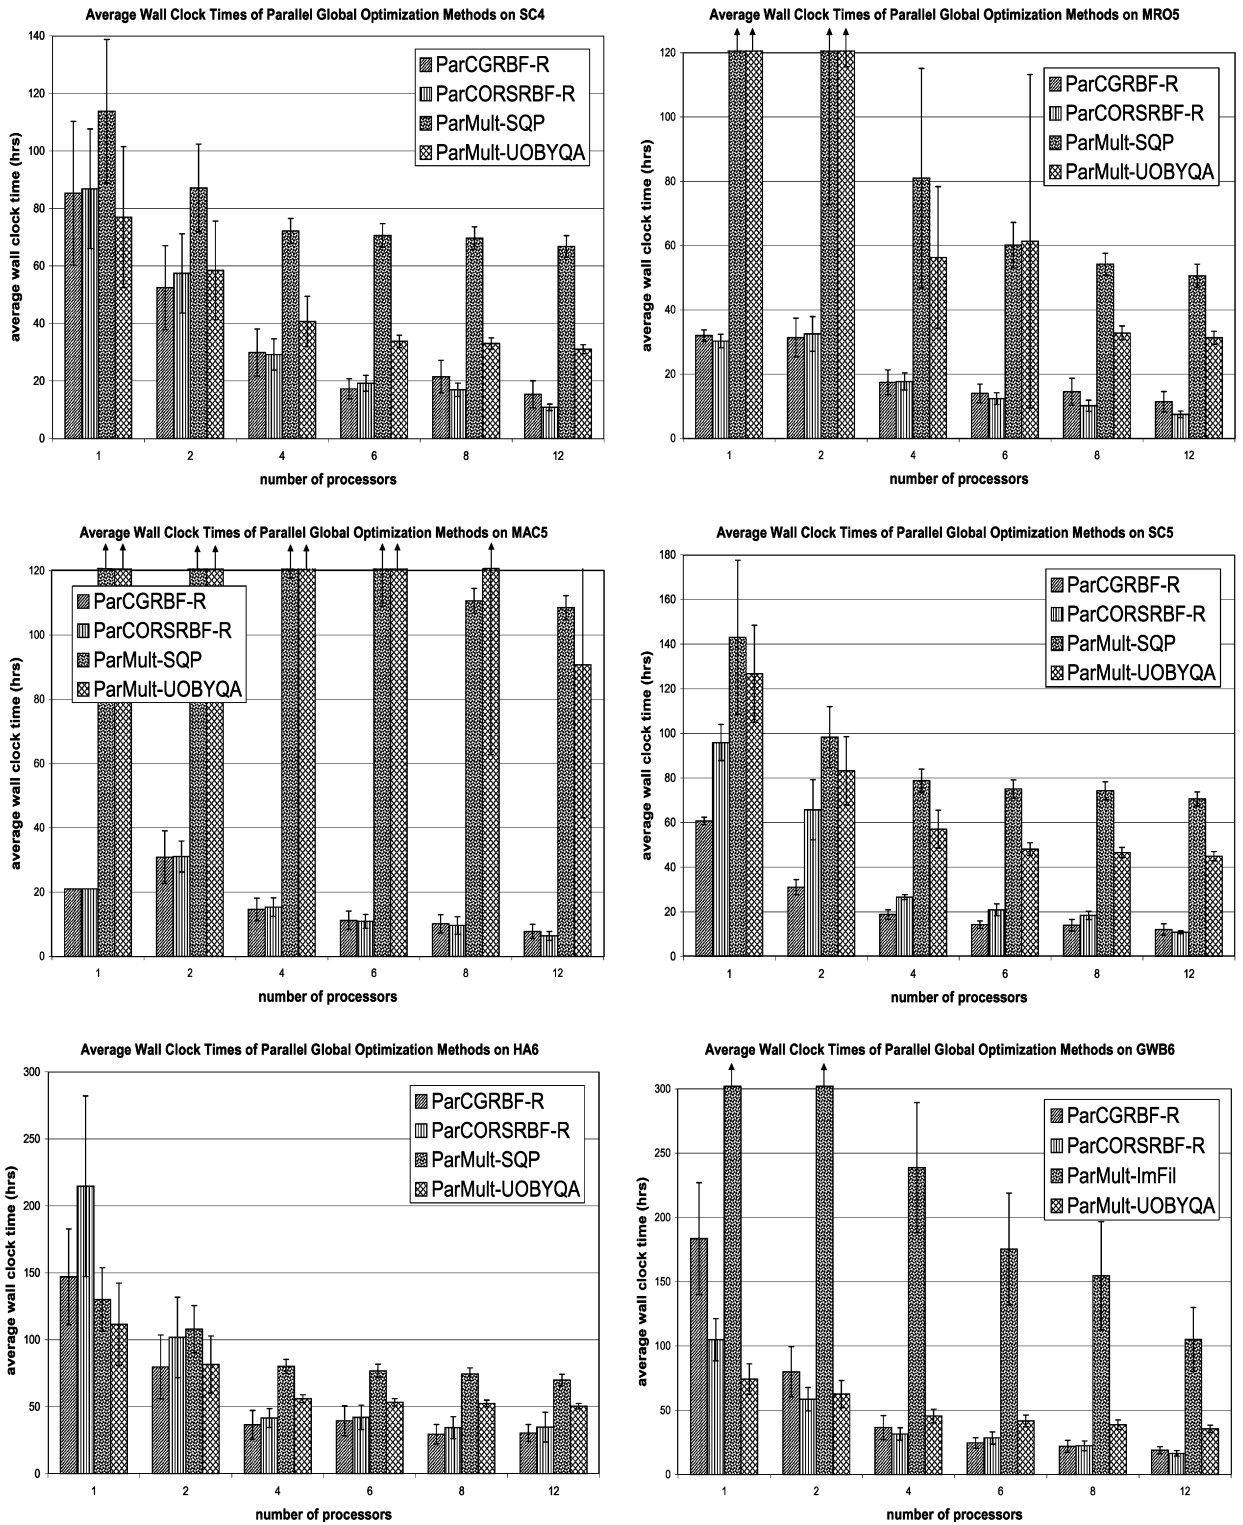 Average Wall Clock Times of Parallel Global Optimization Methods on SC4
average wall clock time (hrs)
140
120
100
80
60
40
20
0
ParCGRBF-R
ParCORSRBF-R
ParMult-SQP
ParMult-UOBYQA
1 2 4 6 8 12
number of processors
Average Wall Clock Times of Parallel Global Optimization Methods on MRO5
average wall clock time (hrs)
120
100
80
60
40
20
0
ParCGRBF-R
ParCORSRBF-R
ParMult-SQP
ParMult-UOBYQA
1 2 4 6 8 12
number of processors
Average Wall Clock Times of Parallel Global Optimization Methods on MAC5
average wall clock time (hrs)
120
100
80
60
40
20
0
ParCGRBF-R
ParCORSRBF-R
ParMult-SQP
ParMult-UOBYQA
1 2 4 6 8 12
number of processors
Average Wall Clock Times of Parallel Global Optimization Methods on SC5
average wall clock time (hrs)
180
160
140
120
100
80
60
40
20
0
ParCGRBF-R
ParCORSRBF-R
ParMult-SQP
ParMult-UOBYQA
1 2 4 6 8 12
number of processors
Average Wall Clock Times of Parallel Global Optimization Methods on HA6
average wall clock time (hrs)
300
250
200
150
100
50
0
ParCGRBF-R
ParCORSRBF-R
ParMult-SQP
ParMult-UOBYQA
1 2 4 6 8 12
number of processors
Average Wall Clock Times of Parallel Global Optimization Methods on GWB6
average wall clock time (hrs)
300
250
200
150
100
50
0
ParCGRBF-R
ParCORSRBF-R
ParMult-ImFil
ParMult-UOBYQA
1 2 4 6 8 12
number of processors